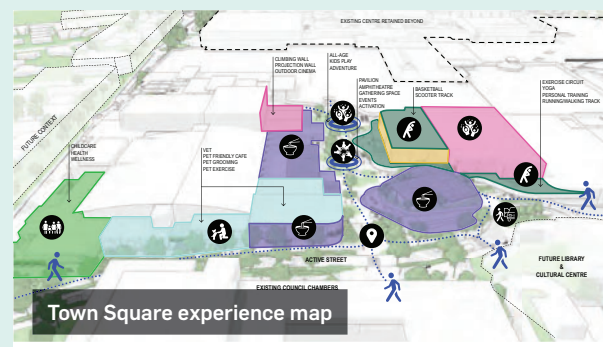 EXISTING CENTRE RETAINED BEYOND
CLIMBING WALL
PROJECTION WALL
OUTDOOR CINEMA
ALL-AGE
KIDS PLAY
ADVENTURE
PAVILION
AMPHITHEATRE
GATHERING SPACE
EVENTS
ACTIVATION
BASKETBALL
SCOOTER TRACK
EXERCISE CIRCUIT
YOGA
PERSONAL TRAINING
RUNNING/WALKING TRACK
FUTURE CONTEXT
CHILDCARE
HEALTH
WELLNESS
VET
PET FRIENDLY CAFE
PET GROOMING
PET EXERCISE
ACTIVE STREET
EXISTING COUNCIL CHAMBERS
FUTURE LIBRARY
&
CULTURAL CENTRE
Town Square experience map